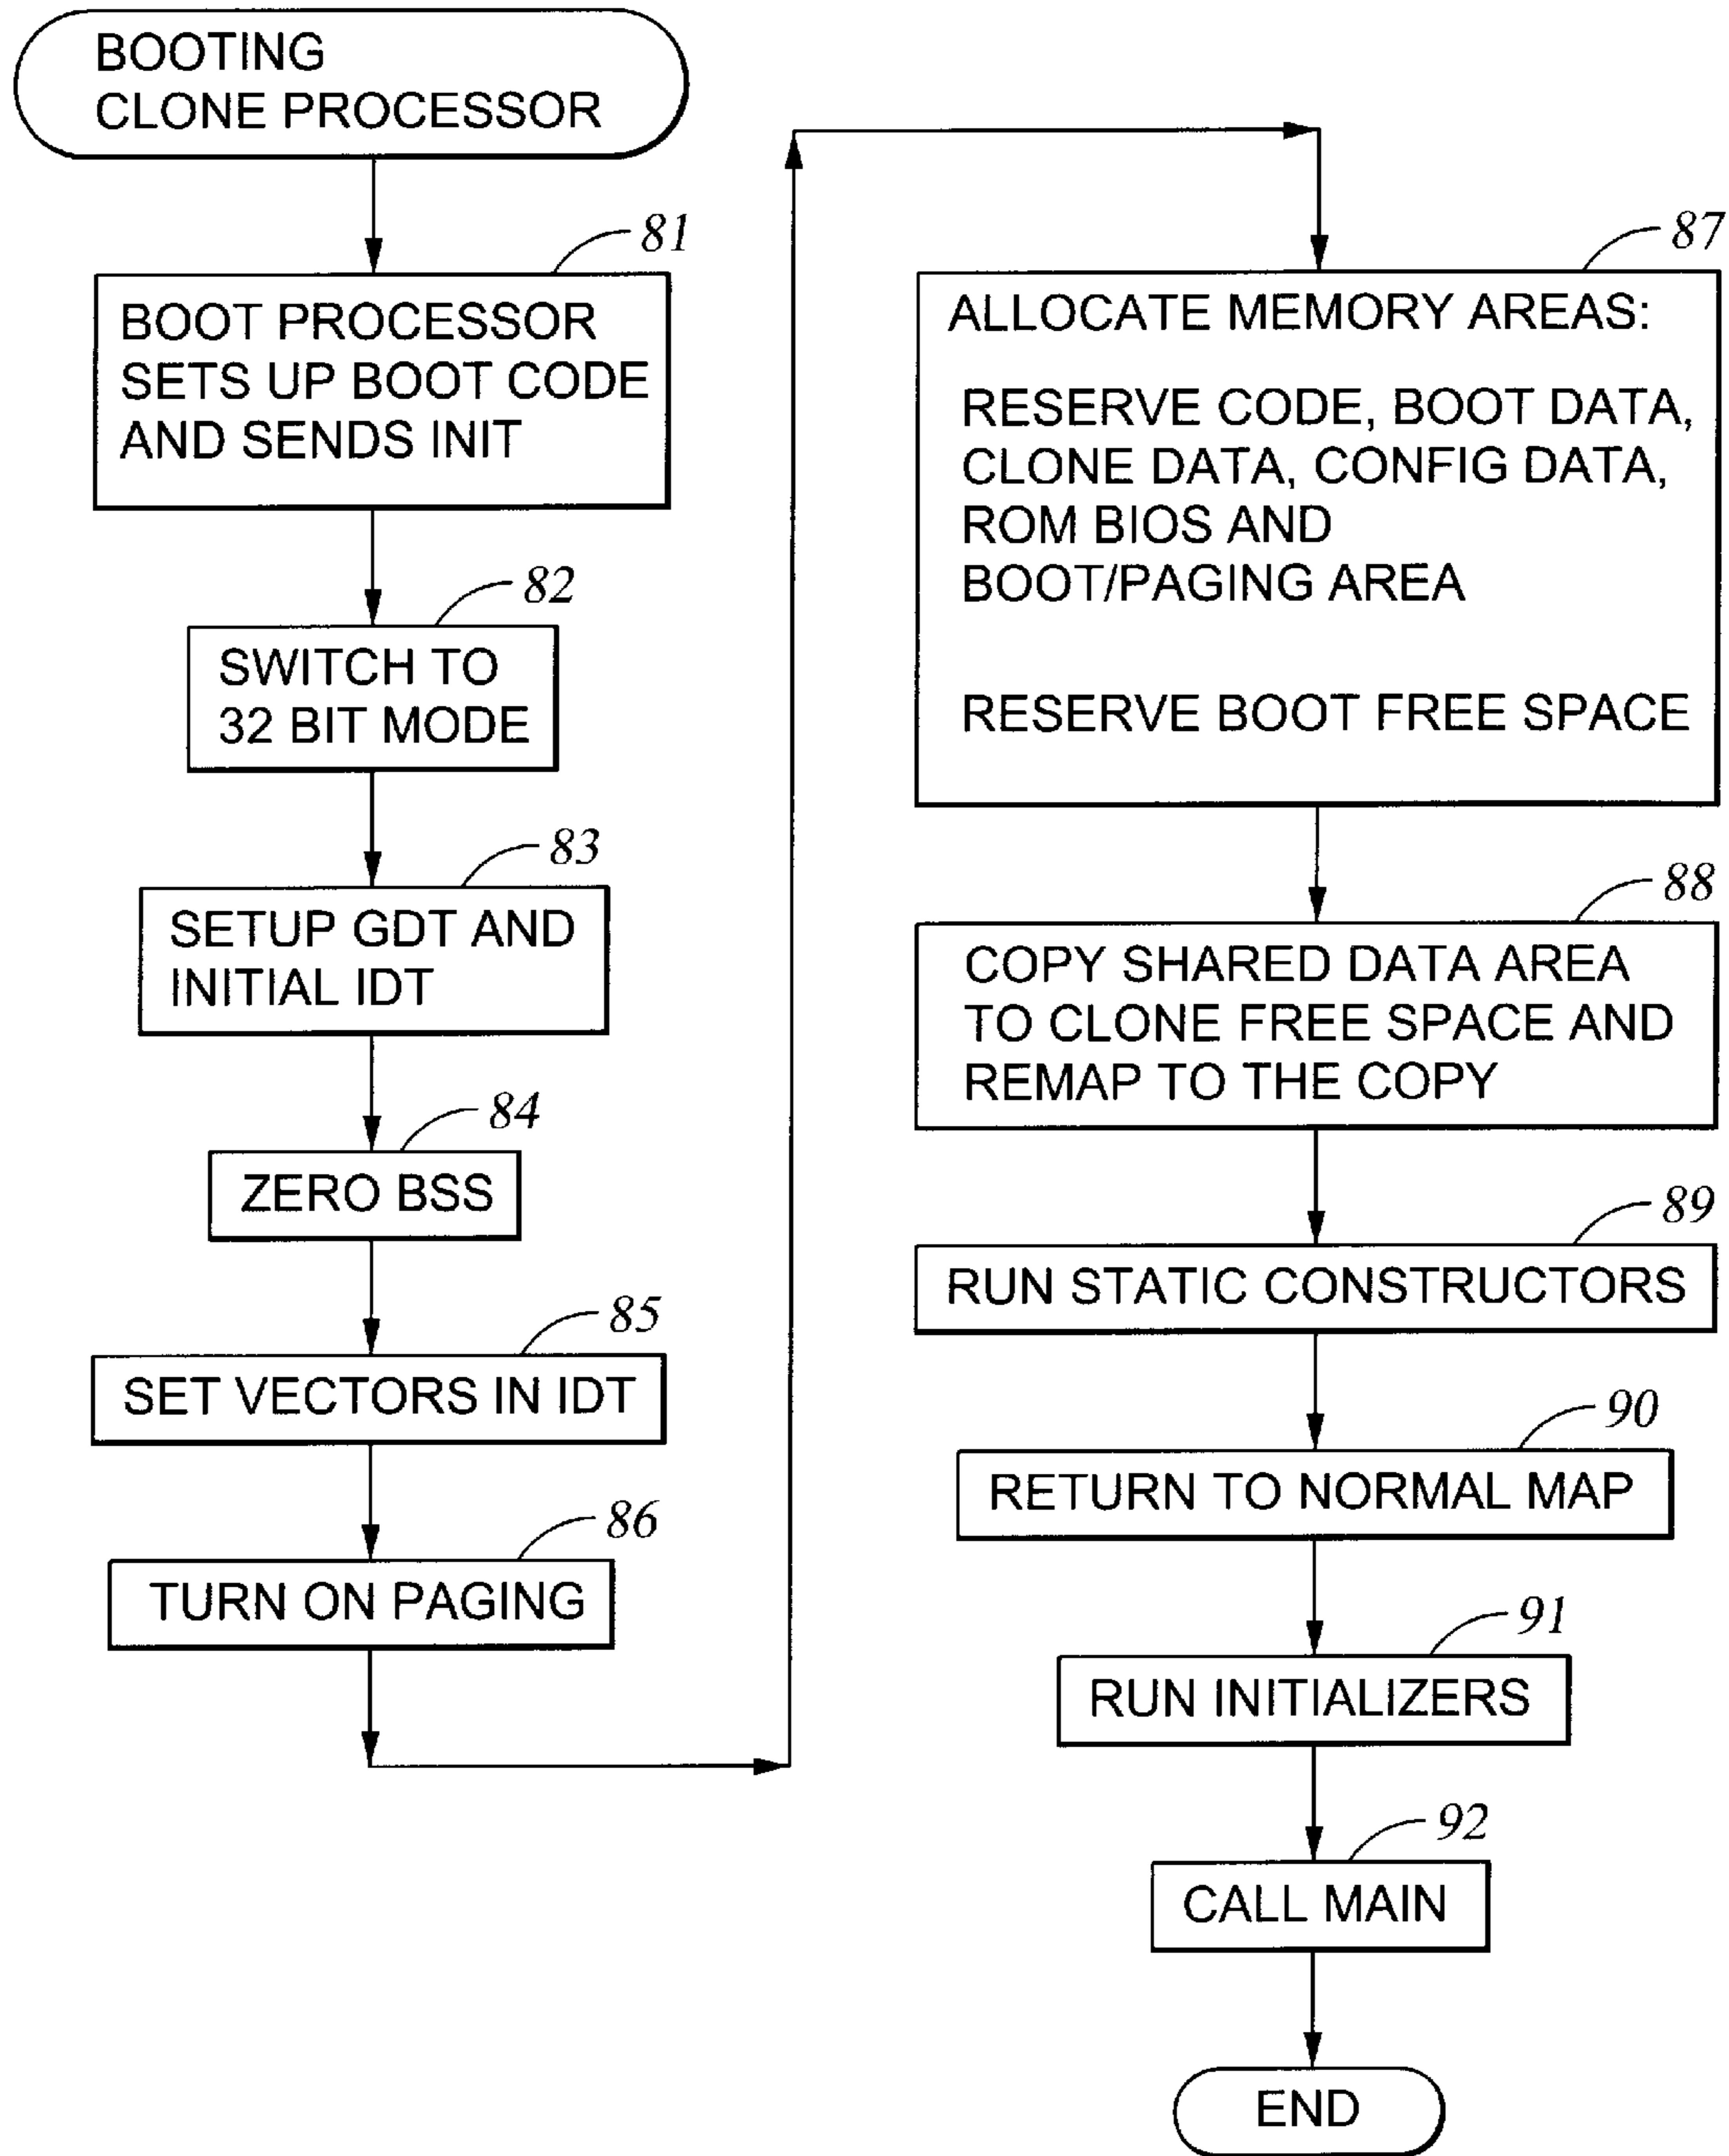 BOOTING
CLONE PROCESSOR
81
BOOT PROCESSOR
SETS UP BOOT CODE
AND SENDS INIT
82
SWITCH TO
32 BIT MODE
83
SETUP GDT AND
INITIAL IDT
84
ZERO BSS
85
SET VECTORS IN IDT
86
TURN ON PAGING
87
ALLOCATE MEMORY AREAS:
RESERVE CODE, BOOT DATA,
CLONE DATA, CONFIG DATA,
ROM BIOS AND
BOOT/PAGING AREA
RESERVE BOOT FREE SPACE
88
COPY SHARED DATA AREA
TO CLONE FREE SPACE AND
REMAP TO THE COPY
89
RUN STATIC CONSTRUCTORS
90
RETURN TO NORMAL MAP
91
RUN INITIALIZERS
92
CALL MAIN
END